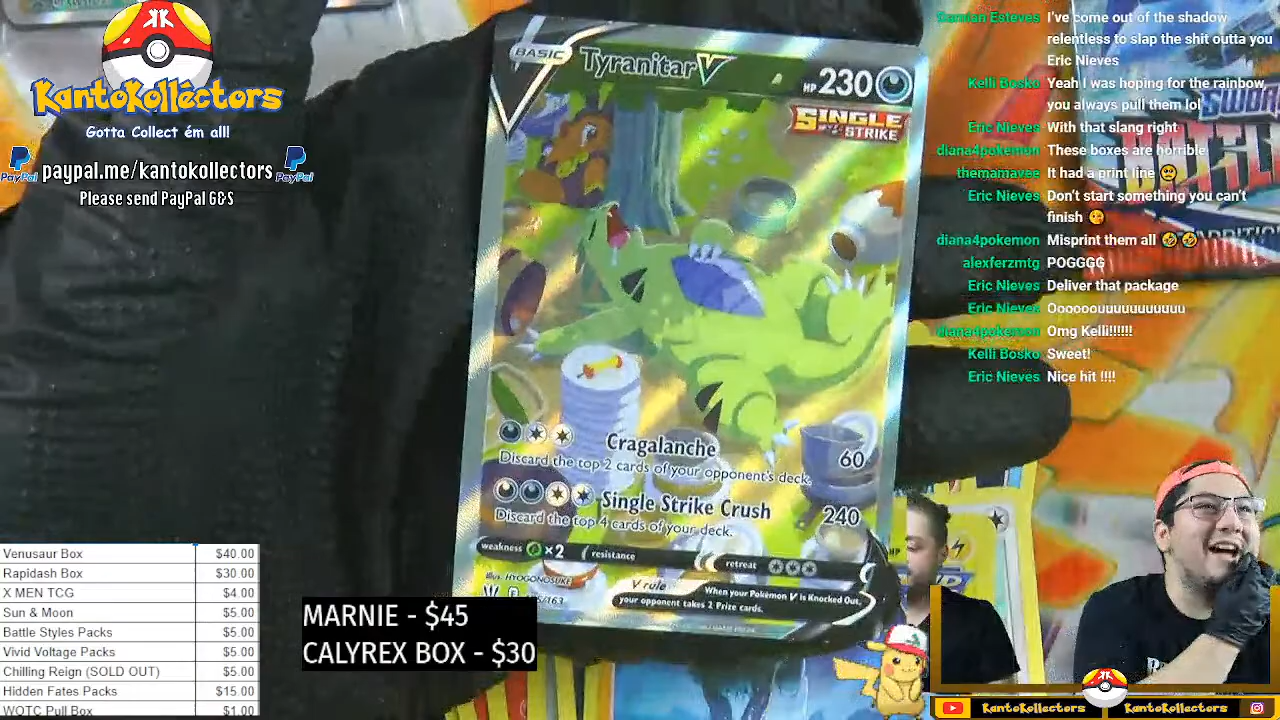 KantoKollectors
Gotta Collect ém all!
PayPal paypal.me/kantokollectors PayPal
Please send PayPal G&S
BASIC Tyranitar V HP 230
SINGLE STRIKE
Cragalanche 60
Discard the top 2 cards of your opponent's deck.
Single Strike Crush 240
Discard the top 4 cards of your deck.
weakness ×2 resistance retreat
Illus. HYOGONOSUKE
V rule When your Pokémon V is Knocked Out,
your opponent takes 2 Prize cards.
Damian Esteves I've come out of the shadow
relentless to slap the shit outta you
Eric Nieves
Kelli Bosko Yeah I was hoping for the rainbow
you always pull them lol
Eric Nieves With that slang right
diana4pokemon These boxes are horrible
themamavee It had a print line 🥺
Eric Nieves Don't start something you can't
finish 😘
diana4pokemon Misprint them all 🤣🤣
alexferzmtg POGGGG
Eric Nieves Deliver that package
Eric Nieves Ooooouuuuuuuuuuu
diana4pokemon Omg Kelli!!!!!!
Kelli Bosko Sweet!
Eric Nieves Nice hit !!!!
Venusaur Box $40.00
Rapidash Box $30.00
X MEN TCG $4.00
Sun & Moon $5.00
Battle Styles Packs $5.00
Vivid Voltage Packs $5.00
Chilling Reign (SOLD OUT) $5.00
Hidden Fates Packs $15.00
WOTC Pull Box $1.00
MARNIE - $45
CALYREX BOX - $30
KantoKollectors KantoKollectors